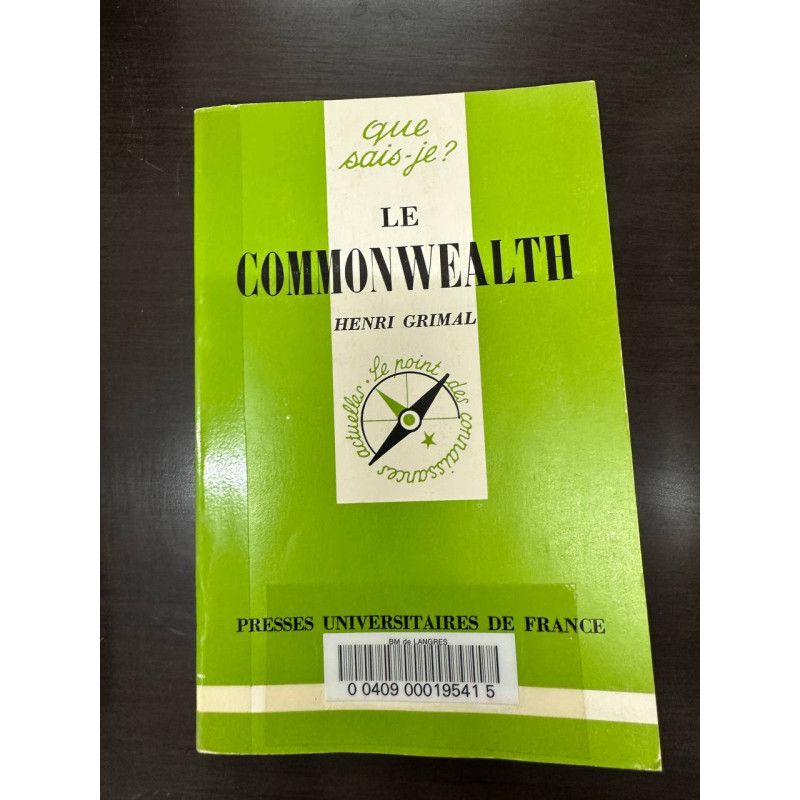 que
sais-je?
LE
COMMONWEALTH
HENRI GRIMAL
Le point des connaissances actuelles.
PRESSES UNIVERSITAIRES DE FRANCE
BM de LANGRES
0 0409 00019541 5